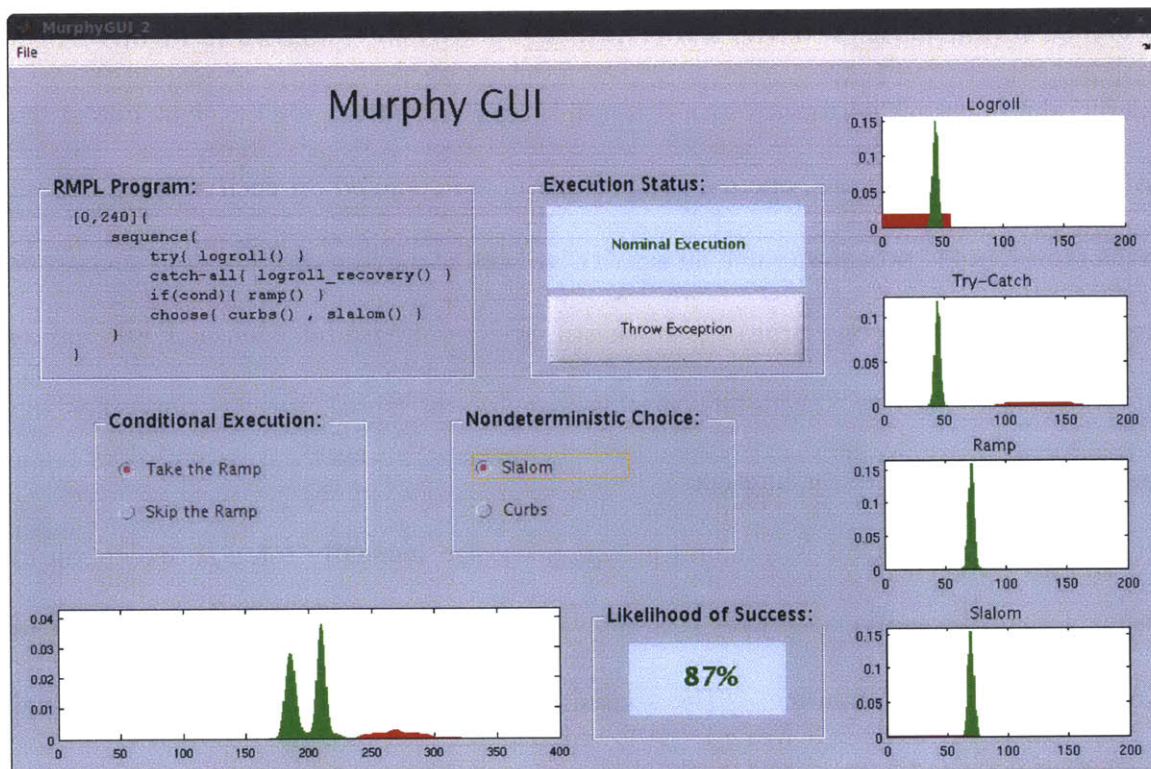 MurphyGUI_2
File
Murphy GUI
RMPL Program:
[0,240]{
sequence{
try{ logroll() }
catch-all{ logroll_recovery() }
if(cond){ ramp() }
choose{ curbs() , slalom() }
}
}
Execution Status:
Nominal Execution
Throw Exception
Conditional Execution:
Take the Ramp
Skip the Ramp
Nondeterministic Choice:
Slalom
Curbs
0.04
0.03
0.02
0.01
0
0 50 100 150 200 250 300 350 400
Likelihood of Success:
87%
Logroll
0.15
0.1
0.05
0
0 50 100 150 200
Try-Catch
0.1
0.05
0
0 50 100 150 200
Ramp
0.15
0.1
0.05
0
0 50 100 150 200
Slalom
0.15
0.1
0.05
0
0 50 100 150 200